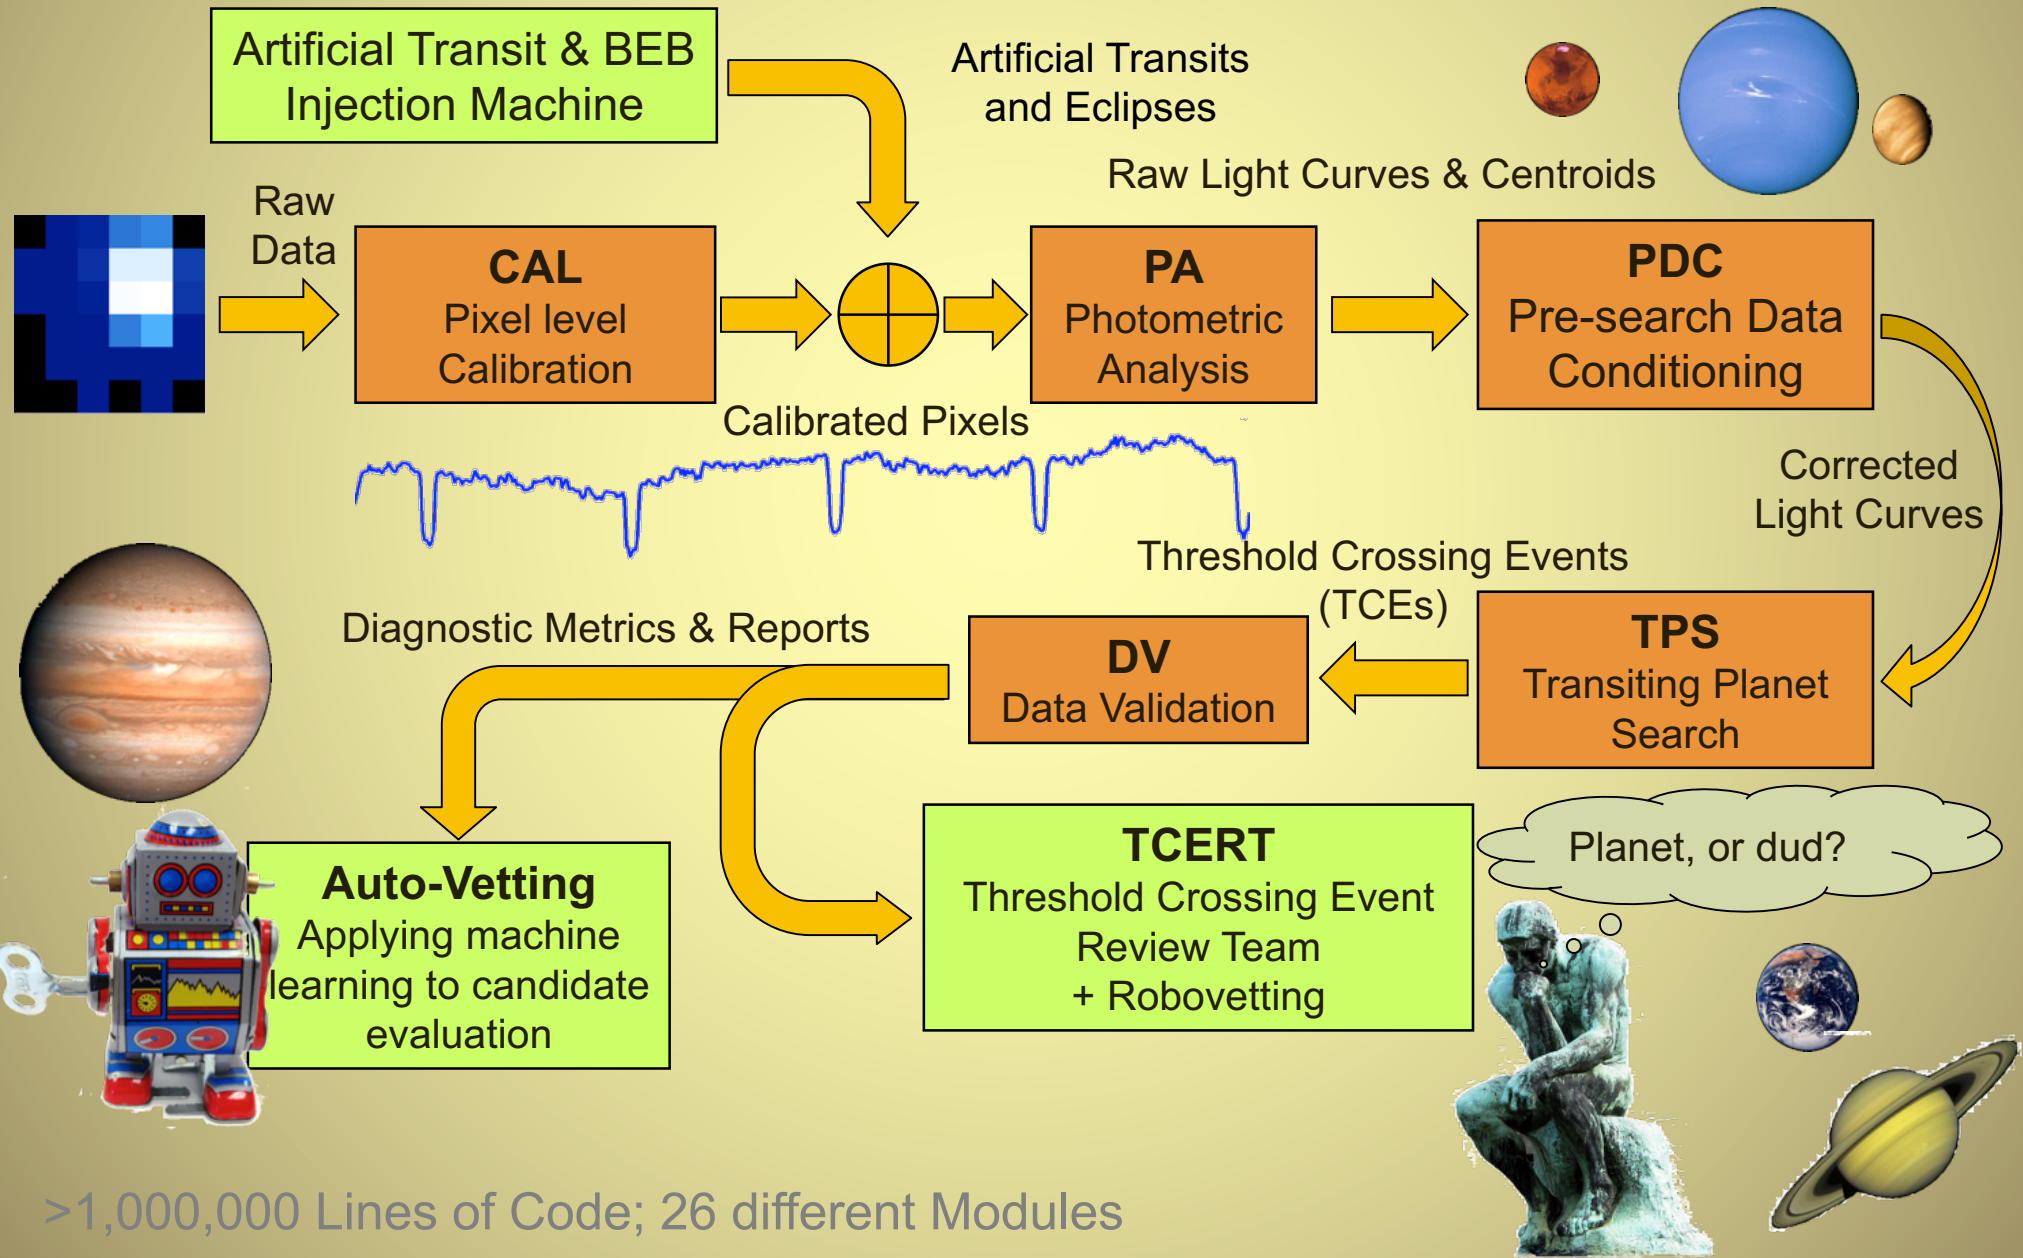 Artificial Transit & BEB
Injection Machine
Artificial Transits
and Eclipses
Raw Light Curves & Centroids
Raw
Data
CAL
Pixel level
Calibration
PA
Photometric
Analysis
PDC
Pre-search Data
Conditioning
Calibrated Pixels
Corrected
Light Curves
Threshold Crossing Events
(TCEs)
Diagnostic Metrics & Reports
DV
Data Validation
TPS
Transiting Planet
Search
Auto-Vetting
Applying machine
learning to candidate
evaluation
TCERT
Threshold Crossing Event
Review Team
+ Robovetting
Planet, or dud?
>1,000,000 Lines of Code; 26 different Modules